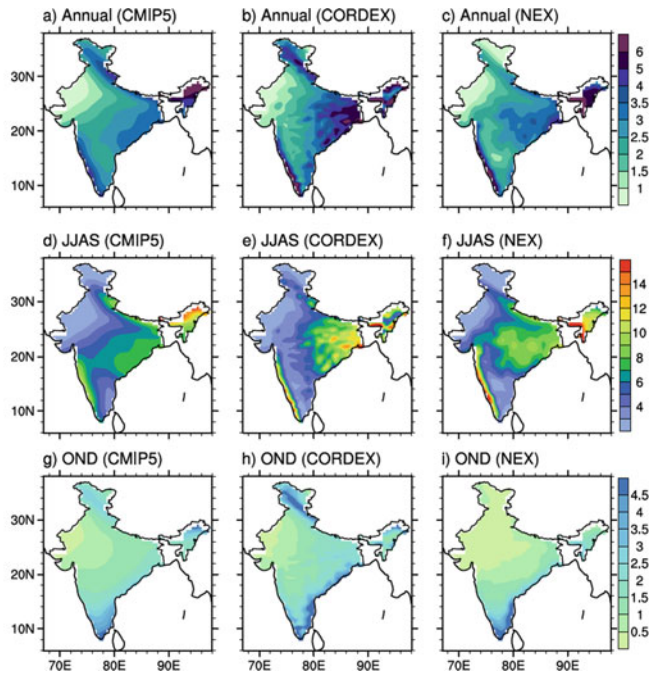 a) Annual (CMIP5) b) Annual (CORDEX) c) Annual (NEX)
30N
20N
10N
6
5
4
3.5
3
2.5
2
1.5
1
d) JJAS (CMIP5) e) JJAS (CORDEX) f) JJAS (NEX)
30N
20N
10N
14
12
10
8
6
4
g) OND (CMIP5) h) OND (CORDEX) i) OND (NEX)
30N
20N
10N
4.5
4
3.5
3
2.5
2
1.5
1
0.5
70E 80E 90E 70E 80E 90E 70E 80E 90E